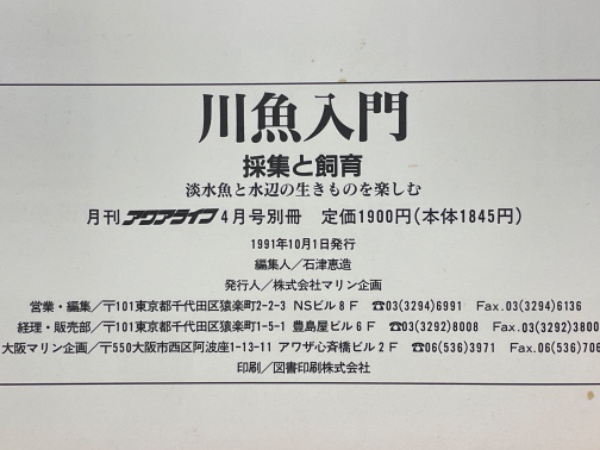 川魚入門
採集と飼育
淡水魚と水辺の生きものを楽しむ
月刊アクアライフ4月号別冊 定価1900円(本体1845円)
1991年10月1日発行
編集人/石津恵造
発行人/株式会社マリン企画
営業・編集/〒101東京都千代田区猿楽町2-2-3 NSビル8F ☎03(3294)6991 Fax.03(3294)6136
経理・販売部/〒101東京都千代田区猿楽町1-5-1 豊島屋ビル6F ☎03(3292)8008 Fax.03(3292)3800
大阪マリン企画/〒550大阪市西区阿波座1-13-11 アワザ心斎橋ビル2F ☎06(536)3971 Fax.06(536)706
印刷/図書印刷株式会社